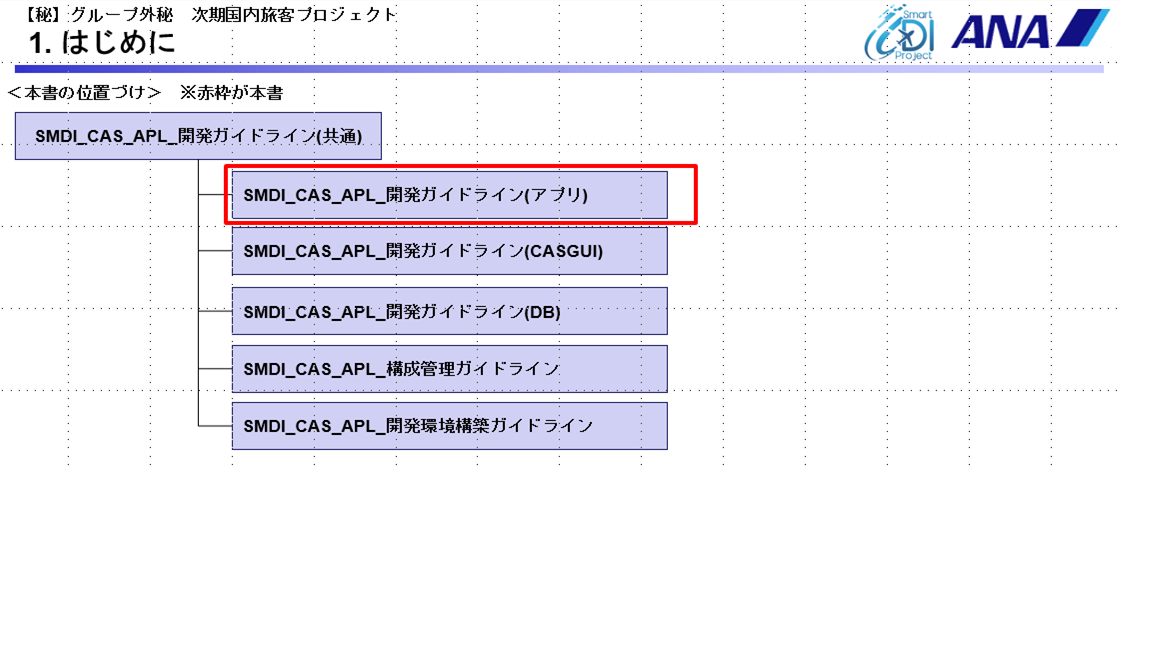 【秘】グループ外秘　次期国内旅客プロジェクト
1. はじめに
Smart
DI
Project
ANA
＜本書の位置づけ＞　※赤枠が本書
SMDI_CAS_APL_開発ガイドライン(共通)
SMDI_CAS_APL_開発ガイドライン(アプリ)
SMDI_CAS_APL_開発ガイドライン(CASGUI)
SMDI_CAS_APL_開発ガイドライン(DB)
SMDI_CAS_APL_構成管理ガイドライン
SMDI_CAS_APL_開発環境構築ガイドライン